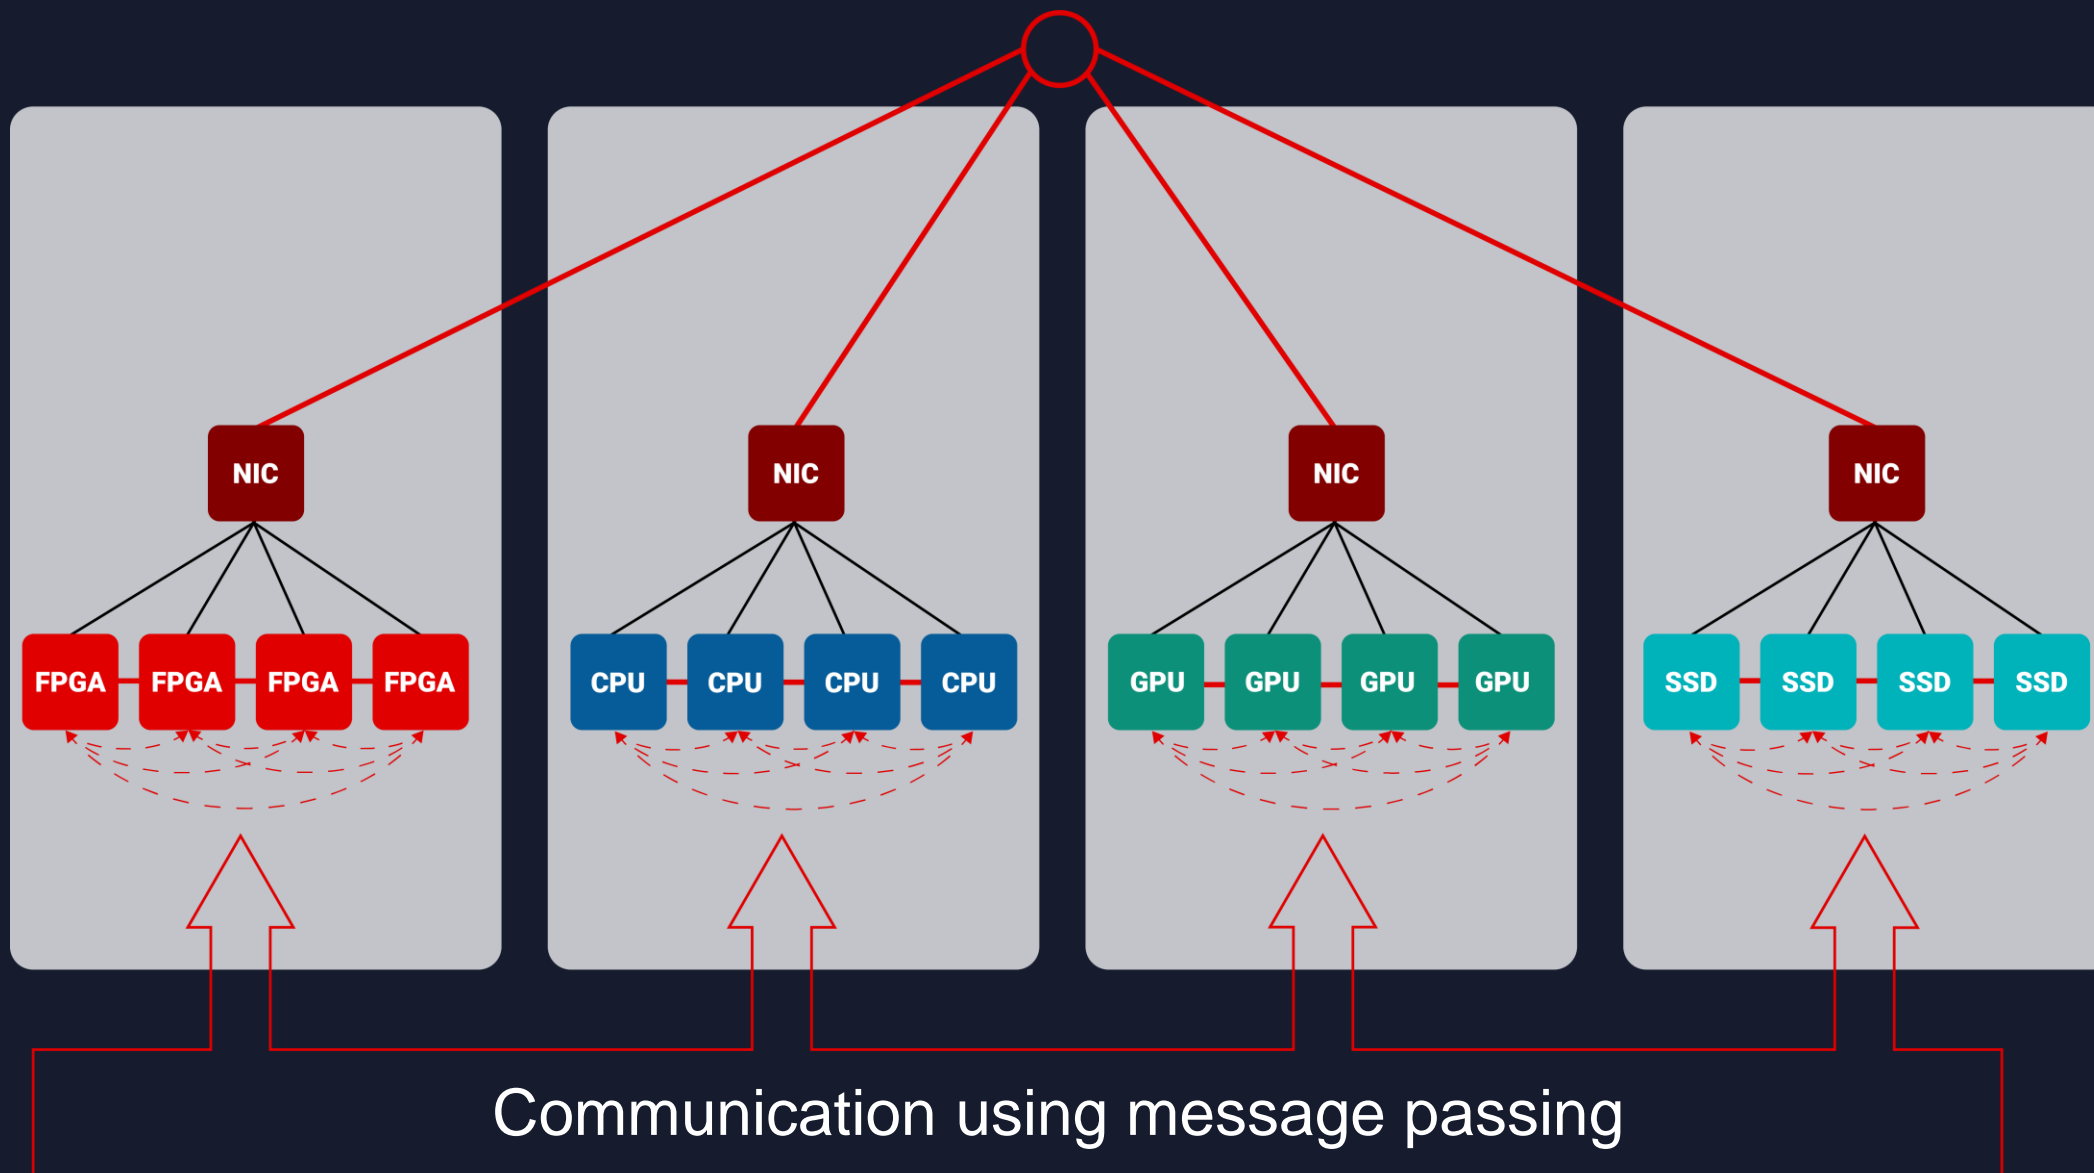 NIC
NIC
NIC
NIC
FPGA FPGA FPGA FPGA
CPU CPU CPU CPU
GPU GPU GPU GPU
SSD SSD SSD SSD
Communication using message passing